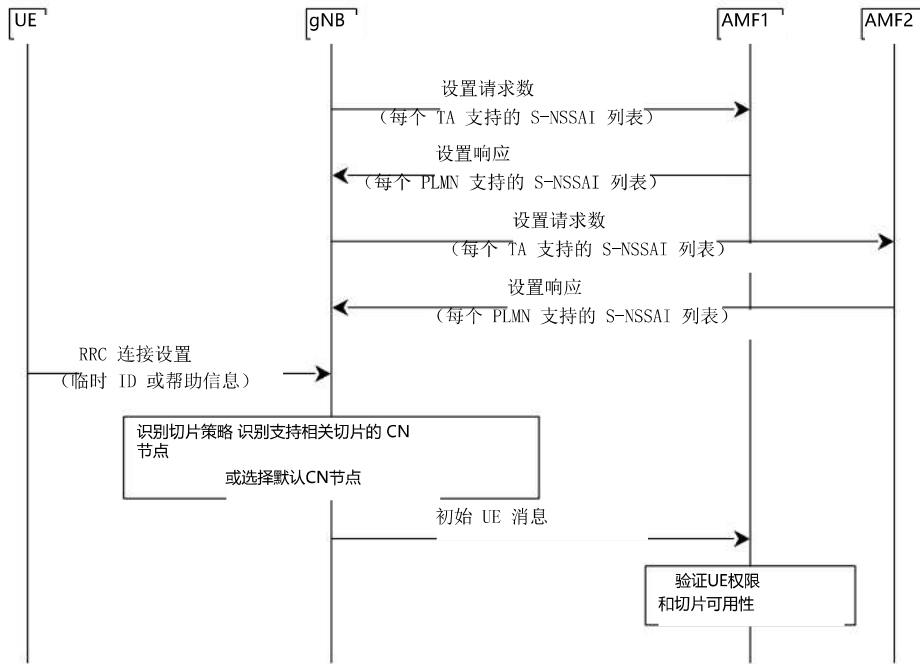 UE
gNB
AMF1
AMF2
设置请求数
（每个 TA 支持的 S-NSSAI 列表）
设置响应
（每个 PLMN 支持的 S-NSSAI 列表）
设置请求数
（每个 TA 支持的 S-NSSAI 列表）
设置响应
（每个 PLMN 支持的 S-NSSAI 列表）
RRC 连接设置
（临时 ID 或帮助信息）
识别切片策略 识别支持相关切片的 CN
节点
或选择默认CN节点
初始 UE 消息
验证UE权限
和切片可用性